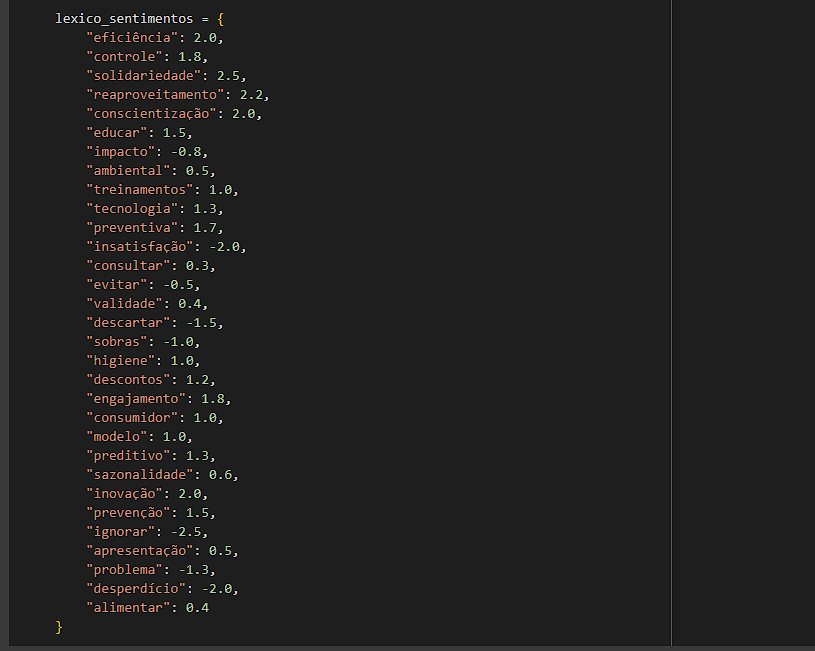 lexico_sentimentos = {
"eficiência": 2.0,
"controle": 1.8,
"solidariedade": 2.5,
"reaproveitamento": 2.2,
"conscientização": 2.0,
"educar": 1.5,
"impacto": -0.8,
"ambiental": 0.5,
"treinamentos": 1.0,
"tecnologia": 1.3,
"preventiva": 1.7,
"insatisfação": -2.0,
"consultar": 0.3,
"evitar": -0.5,
"validade": 0.4,
"descartar": -1.5,
"sobras": -1.0,
"higiene": 1.0,
"descontos": 1.2,
"engajamento": 1.8,
"consumidor": 1.0,
"modelo": 1.0,
"preditivo": 1.3,
"sazonalidade": 0.6,
"inovação": 2.0,
"prevenção": 1.5,
"ignorar": -2.5,
"apresentação": 0.5,
"problema": -1.3,
"desperdício": -2.0,
"alimentar": 0.4
}